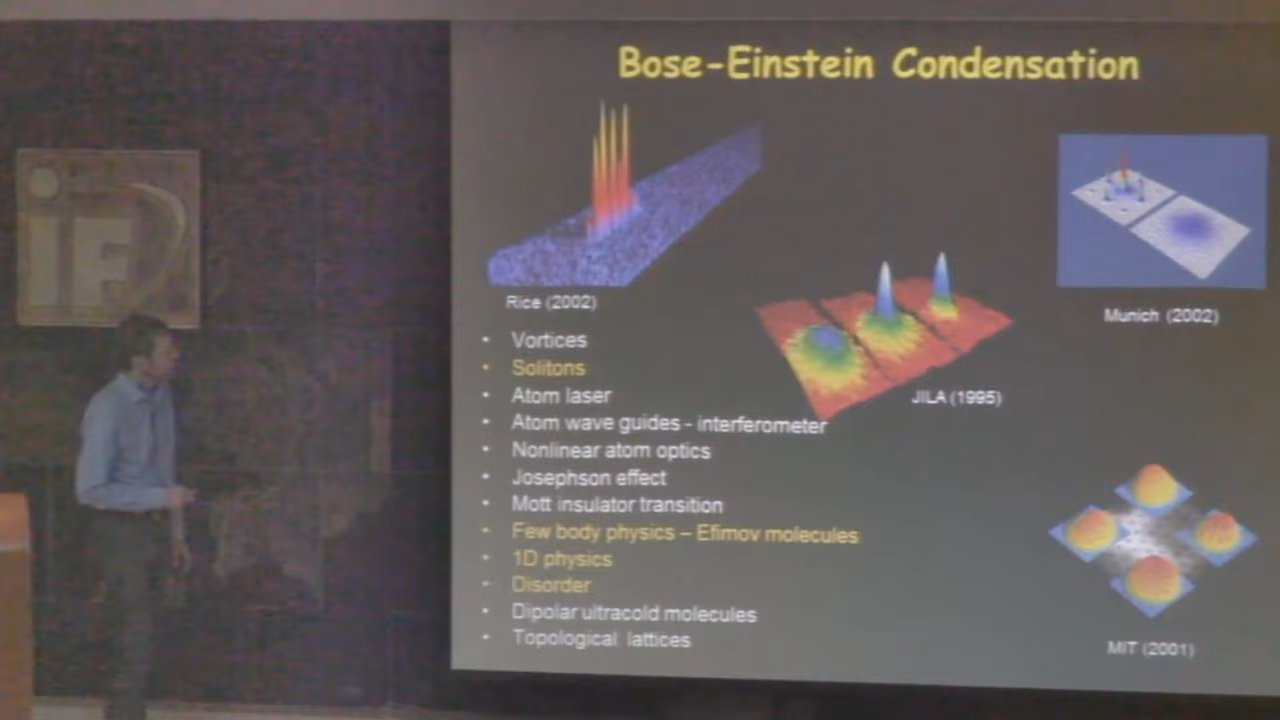 Bose-Einstein Condensation
iF
Rice (2002)
Munich (2002)
JILA (1995)
MIT (2001)
• Vortices
• Solitons
• Atom laser
• Atom wave guides - interferometer
• Nonlinear atom optics
• Josephson effect
• Mott insulator transition
• Few body physics – Efimov molecules
• 1D physics
• Disorder
• Dipolar ultracold molecules
• Topological lattices